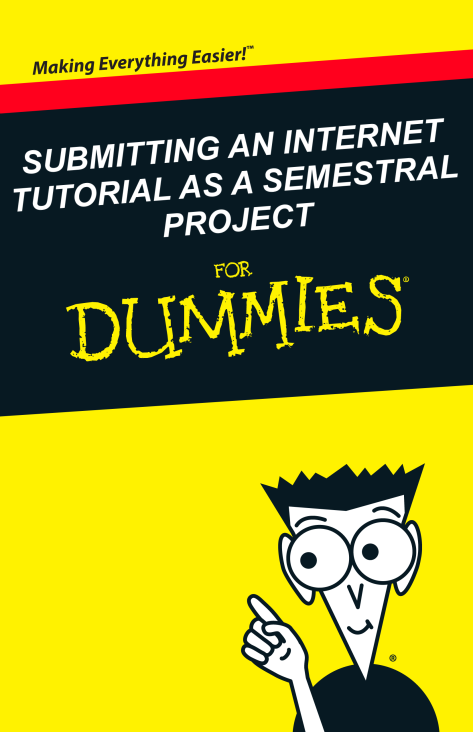 Making Everything Easier!™
SUBMITTING AN INTERNET
TUTORIAL AS A SEMESTRAL
PROJECT
FOR
DUMMIES®
®